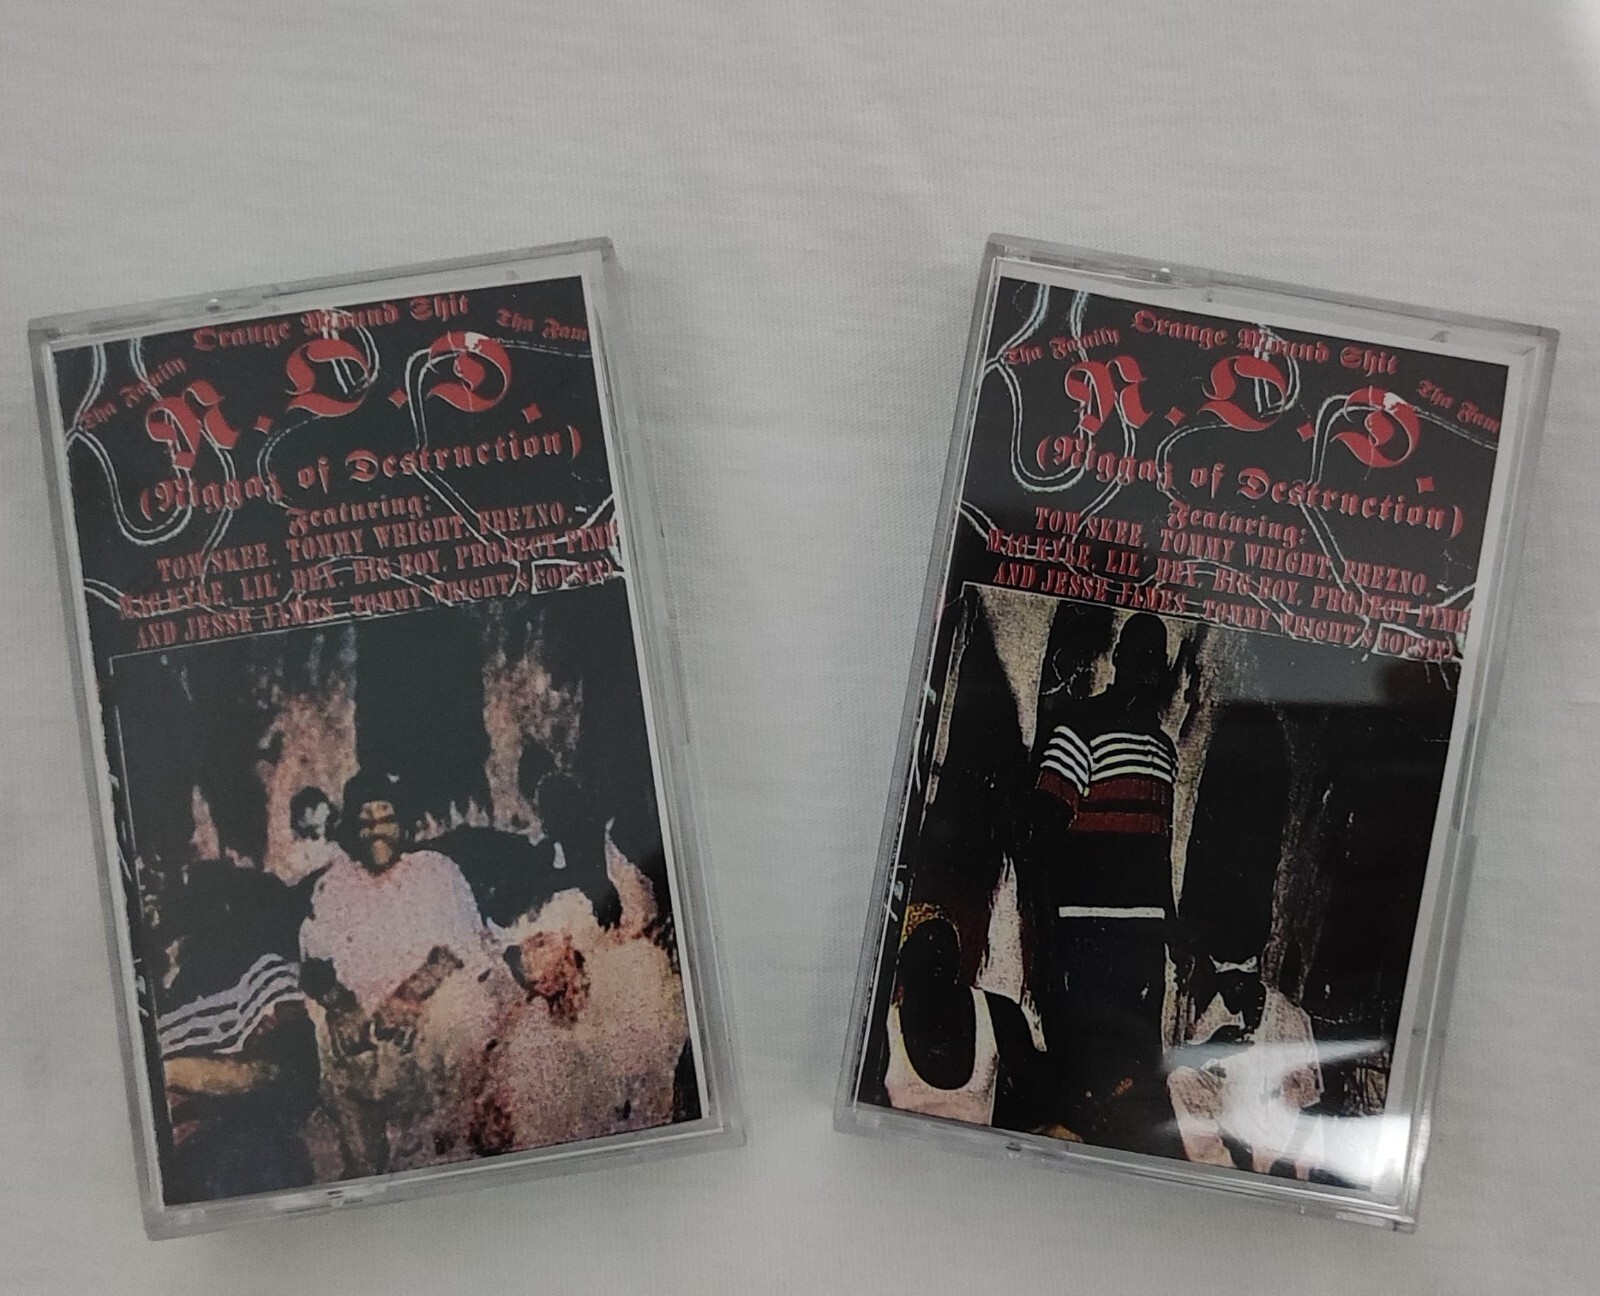 Orange Mound Shit
Tha Family
Tha Fam
N.O.D.
(Niggaz of Destruction)
Featuring:
TOM SKEE, TOMMY WRIGHT, FREZNO,
MAC KYLE, LIL' DEX, BIG BOY, PROJECT PIMP
AND JESSE JAMES TOMMY WRIGHT'S COUSIN)
Orange Mound Shit
Tha Family
Tha Fam
N.O.D.
(Niggaz of Destruction)
Featuring:
TOM SKEE, TOMMY WRIGHT, FREZNO,
MAC KYLE, LIL' DEX, BIG BOY, PROJECT PIMP
AND JESSE JAMES TOMMY WRIGHT'S COUSIN)